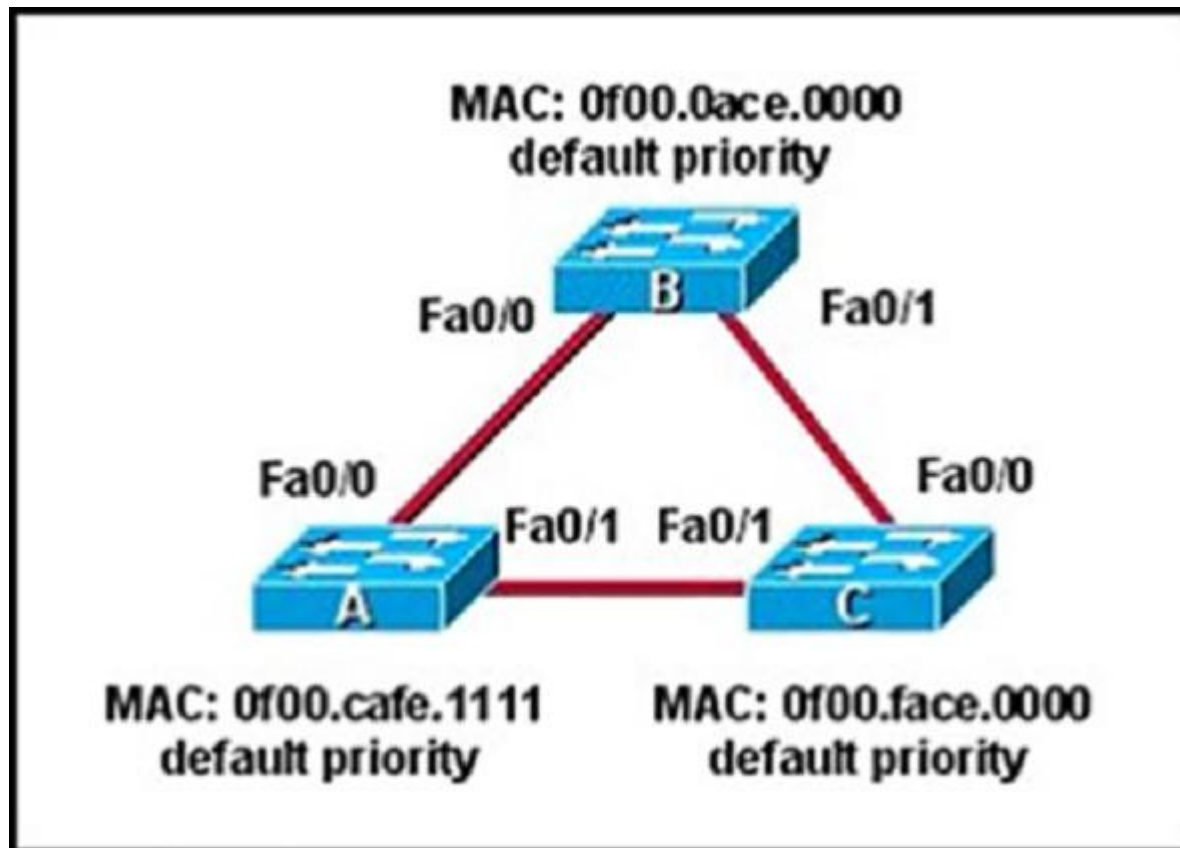 MAC: 0f00.0ace.0000
default priority
B
Fa0/0
Fa0/1
Fa0/0
Fa0/0
Fa0/1
Fa0/1
A
C
MAC: 0f00.cafe.1111
default priority
MAC: 0f00.face.0000
default priority